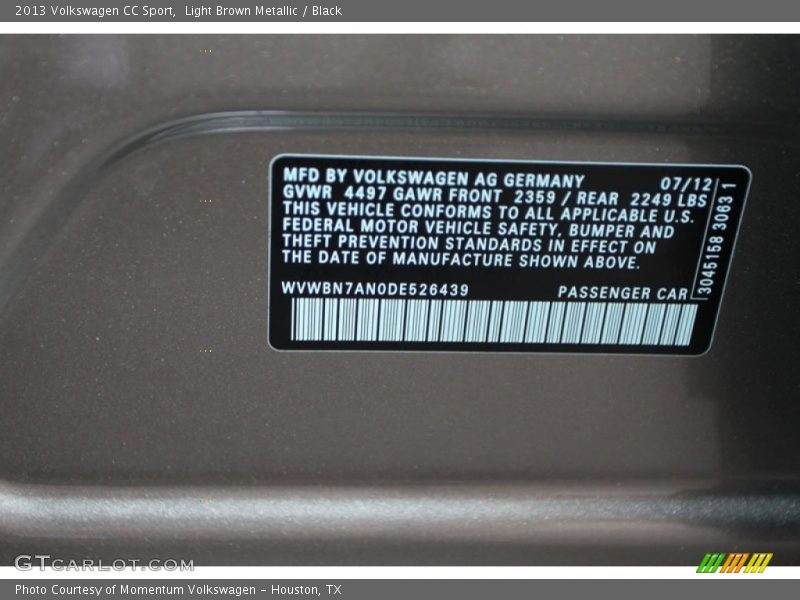 2013 Volkswagen CC Sport,  Light Brown Metallic / Black
MFD BY VOLKSWAGEN AG GERMANY 07/12
GVWR 4497 GAWR FRONT 2359 / REAR 2249 LBS
THIS VEHICLE CONFORMS TO ALL APPLICABLE U.S.
FEDERAL MOTOR VEHICLE SAFETY, BUMPER AND
THEFT PREVENTION STANDARDS IN EFFECT ON
THE DATE OF MANUFACTURE SHOWN ABOVE.
WVWBN7AN0DE526439 PASSENGER CAR
3045158 3063 1
GTCARLOT.COM
Photo Courtesy of Momentum Volkswagen - Houston, TX